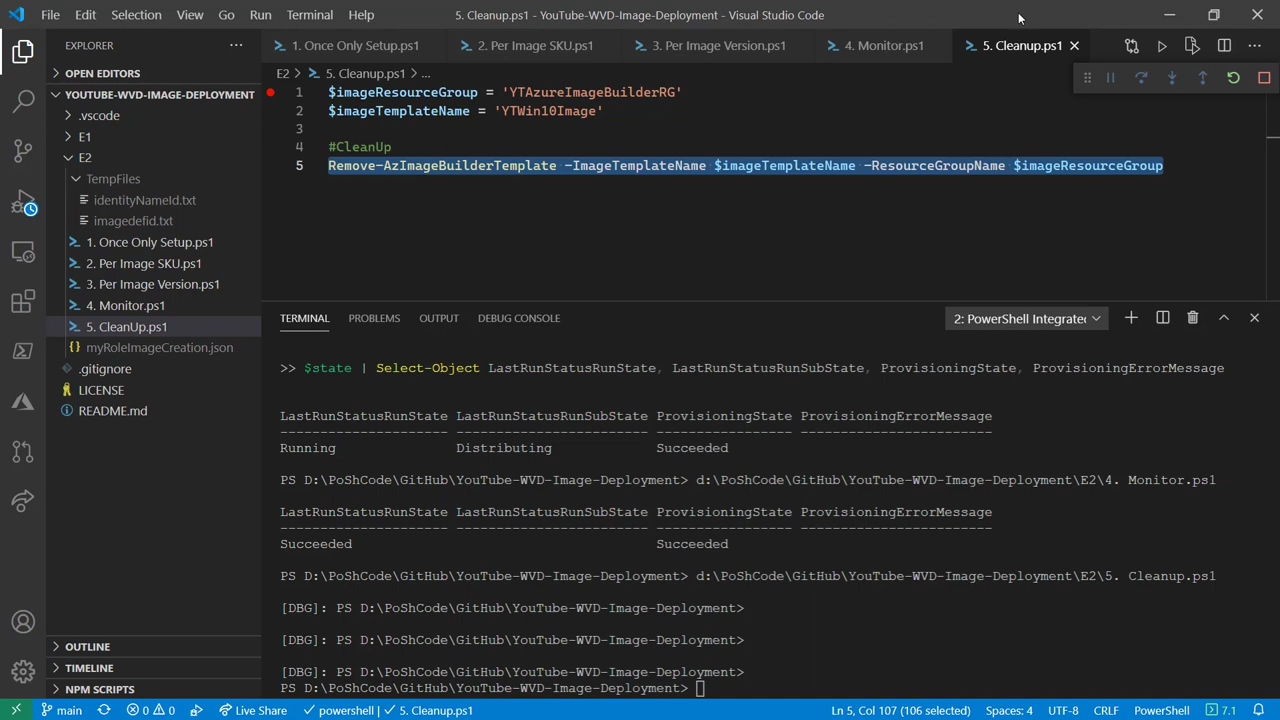 File Edit Selection View Go Run Terminal Help 5. Cleanup.ps1 - YouTube-WVD-Image-Deployment - Visual Studio Code
EXPLORER
OPEN EDITORS
YOUTUBE-WVD-IMAGE-DEPLOYMENT
.vscode
E1
E2
TempFiles
identityNameId.txt
imagedefid.txt
1. Once Only Setup.ps1
2. Per Image SKU.ps1
3. Per Image Version.ps1
4. Monitor.ps1
5. CleanUp.ps1
myRoleImageCreation.json
.gitignore
LICENSE
README.md
OUTLINE
TIMELINE
NPM SCRIPTS
1. Once Only Setup.ps1 2. Per Image SKU.ps1 3. Per Image Version.ps1 4. Monitor.ps1 5. Cleanup.ps1
E2 > 5. Cleanup.ps1 > ...
1 $imageResourceGroup = 'YTAzureImageBuilderRG'
2 $imageTemplateName = 'YTWin10Image'
3
4 #CleanUp
5 Remove-AzImageBuilderTemplate -ImageTemplateName $imageTemplateName -ResourceGroupName $imageResourceGroup
TERMINAL PROBLEMS OUTPUT DEBUG CONSOLE 2: PowerShell Integrated
>> $state | Select-Object LastRunStatusRunState, LastRunStatusRunSubState, ProvisioningState, ProvisioningErrorMessage
LastRunStatusRunState LastRunStatusRunSubState ProvisioningState ProvisioningErrorMessage
--------------------- ------------------------ ----------------- ------------------------
Running Distributing Succeeded
PS D:\PoShCode\GitHub\YouTube-WVD-Image-Deployment> d:\PoShCode\GitHub\YouTube-WVD-Image-Deployment\E2\4. Monitor.ps1
LastRunStatusRunState LastRunStatusRunSubState ProvisioningState ProvisioningErrorMessage
--------------------- ------------------------ ----------------- ------------------------
Succeeded Succeeded
PS D:\PoShCode\GitHub\YouTube-WVD-Image-Deployment> d:\PoShCode\GitHub\YouTube-WVD-Image-Deployment\E2\5. Cleanup.ps1
[DBG]: PS D:\PoShCode\GitHub\YouTube-WVD-Image-Deployment>
[DBG]: PS D:\PoShCode\GitHub\YouTube-WVD-Image-Deployment>
[DBG]: PS D:\PoShCode\GitHub\YouTube-WVD-Image-Deployment>
PS D:\PoShCode\GitHub\YouTube-WVD-Image-Deployment>
main 0 0 Live Share powershell | 5. Cleanup.ps1 Ln 5, Col 107 (106 selected) Spaces: 4 UTF-8 CRLF PowerShell 7.1